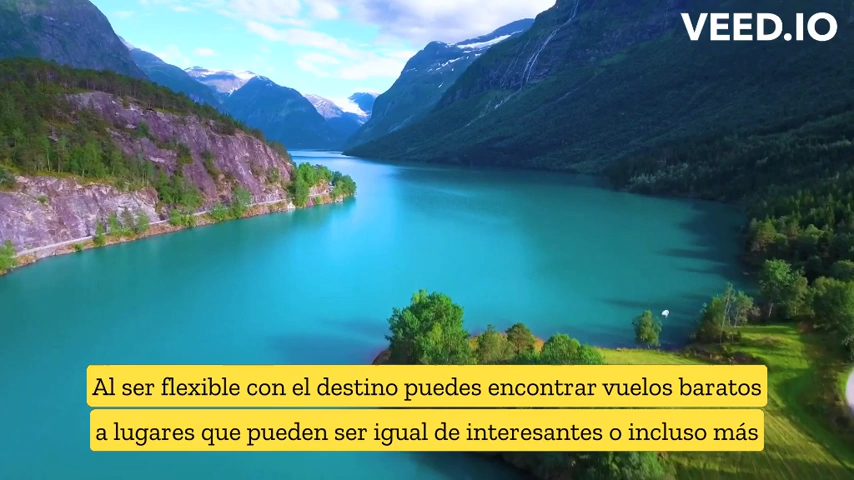 VEED.IO
Al ser flexible con el destino puedes encontrar vuelos baratos
a lugares que pueden ser igual de interesantes o incluso más